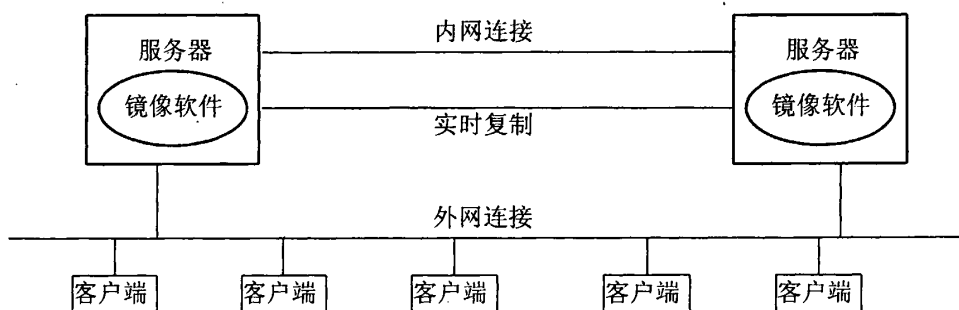 内网连接
服务器
服务器
镜像软件
镜像软件
实时复制
外网连接
客户端
客户端
客户端
客户端
客户端